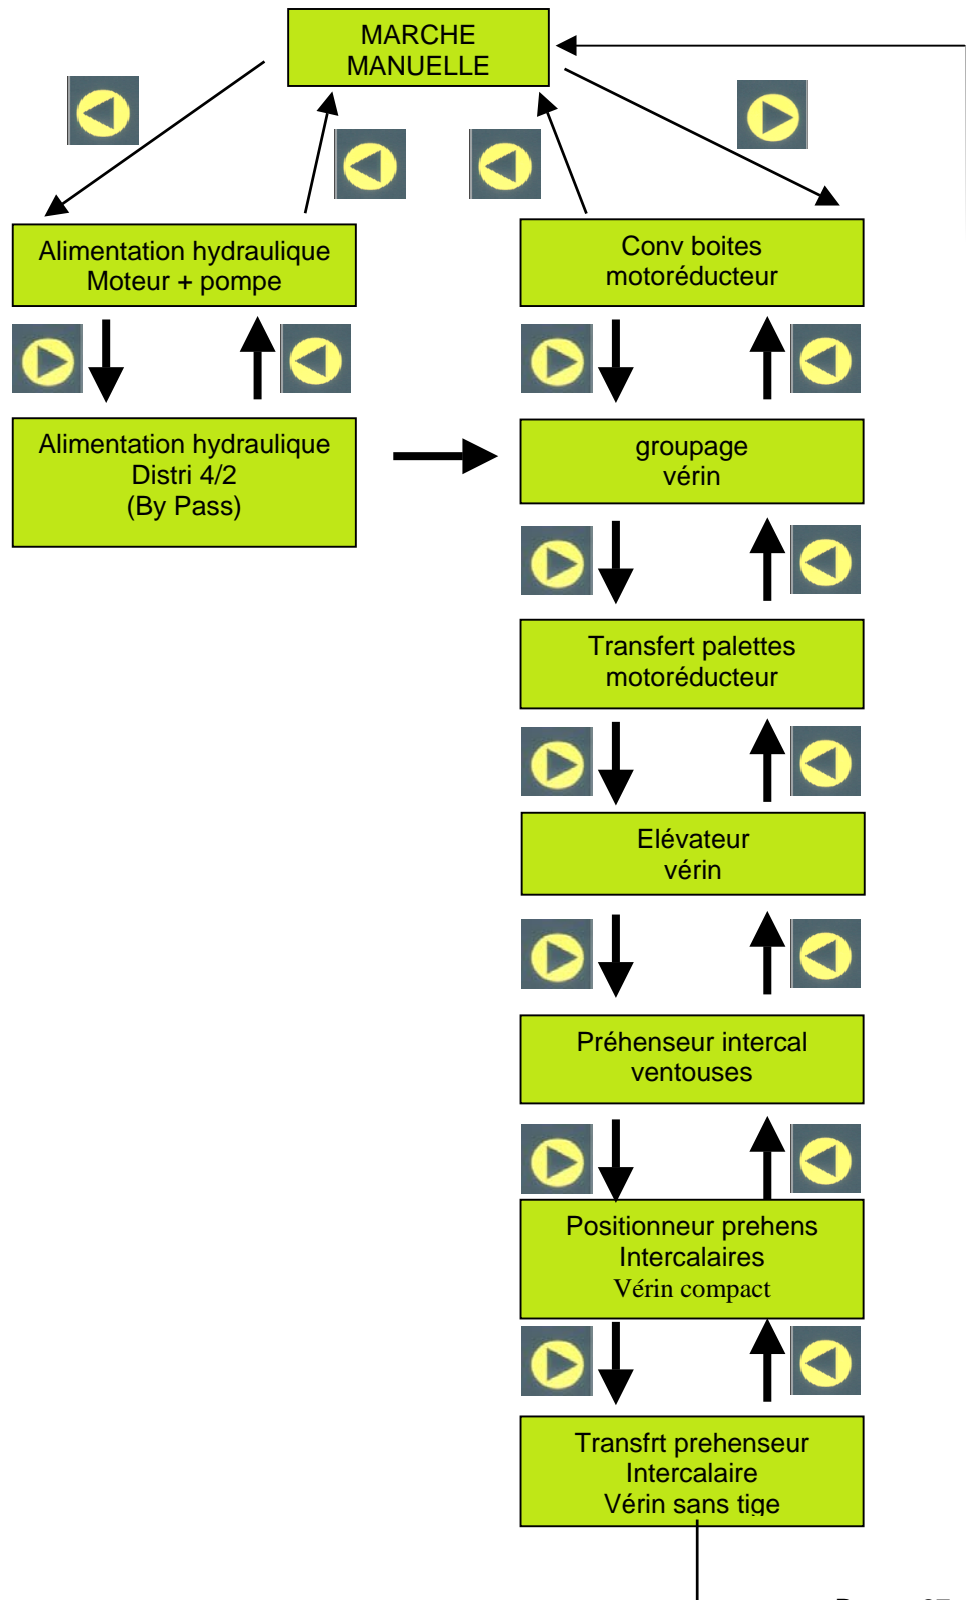 MARCHE
MANUELLE
Alimentation hydraulique
Moteur + pompe
Conv boites
motoréducteur
Alimentation hydraulique
Distri 4/2
(By Pass)
groupage
vérin
Transfert palettes
motoréducteur
Elévateur
vérin
Préhenseur intercal
ventouses
Positionneur prehens
Intercalaires
Vérin compact
Transfrt prehenseur
Intercalaire
Vérin sans tige